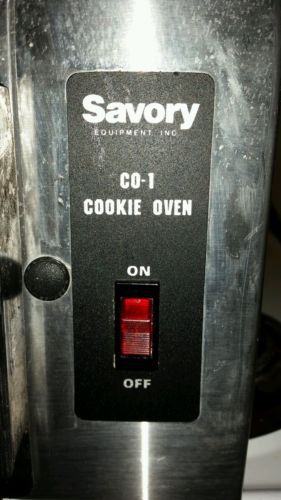 Savory
EQUIPMENT, INC.
CO-1
COOKIE OVEN
ON
OFF